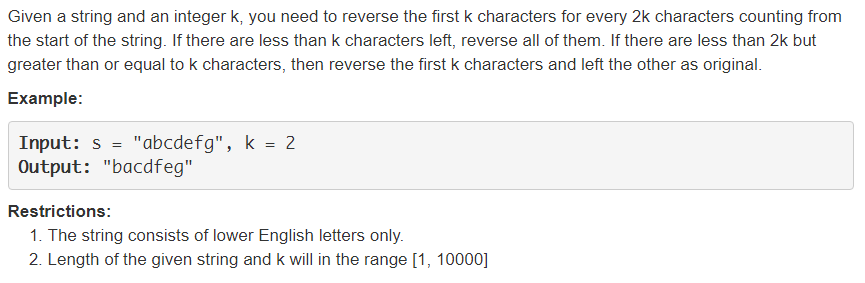 Given a string and an integer k, you need to reverse the first k characters for every 2k characters counting from
the start of the string. If there are less than k characters left, reverse all of them. If there are less than 2k but
greater than or equal to k characters, then reverse the first k characters and left the other as original.
Example:
Input: s = "abcdefg", k = 2
Output: "bacdfeg"
Restrictions:
1. The string consists of lower English letters only.
2. Length of the given string and k will in the range [1, 10000]